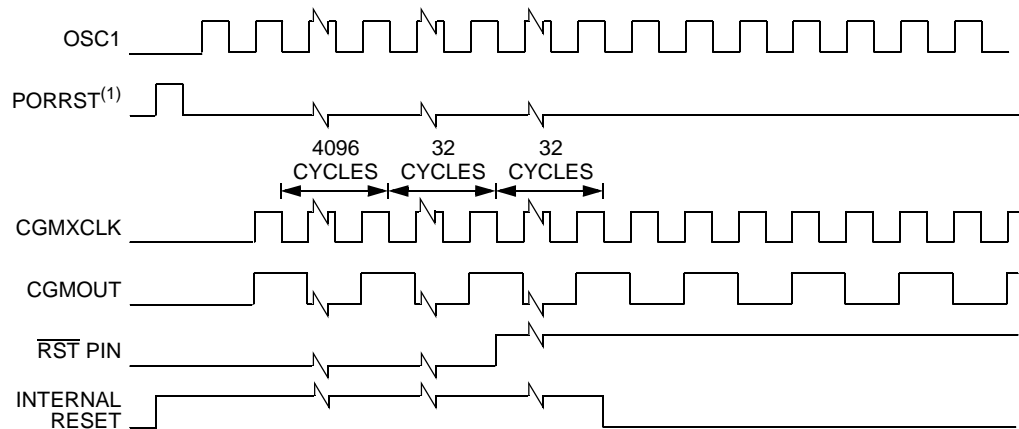 OSC1
PORRST(1)
4096 32 32
CYCLES CYCLES CYCLES
CGMXCLK
CGMOUT
RST PIN
INTERNAL
RESET